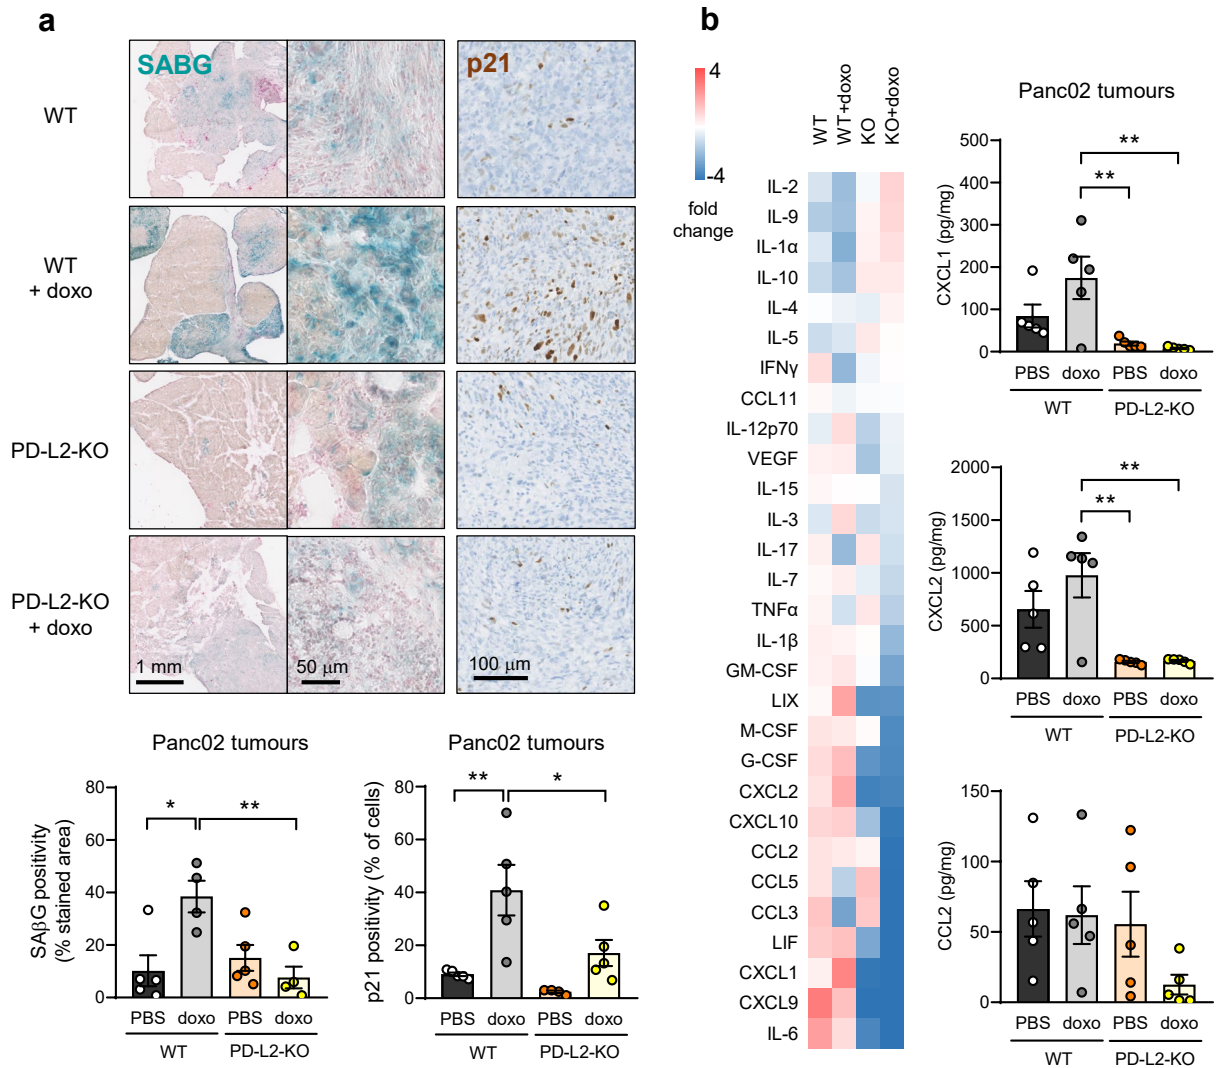 a
SABG
p21
WT
WT
+ doxo
PD-L2-KO
PD-L2-KO
+ doxo
1 mm
50 μm
100 μm
Panc02 tumours
SAβG positivity
(% stained area)
80
60
40
20
0
*
**
PBS
doxo
PBS
doxo
WT
PD-L2-KO
Panc02 tumours
p21 positivity (% of cells)
80
60
40
20
0
**
*
PBS
doxo
PBS
doxo
WT
PD-L2-KO
b
4
-4
fold
change
WT
WT+doxo
KO
KO+doxo
IL-2
IL-9
IL-1α
IL-10
IL-4
IL-5
IFNγ
CCL11
IL-12p70
VEGF
IL-15
IL-3
IL-17
IL-7
TNFα
IL-1β
GM-CSF
LIX
M-CSF
G-CSF
CXCL2
CXCL10
CCL2
CCL5
CCL3
LIF
CXCL1
CXCL9
IL-6
Panc02 tumours
CXCL1 (pg/mg)
500
400
300
200
100
0
**
**
PBS
doxo
PBS
doxo
WT
PD-L2-KO
CXCL2 (pg/mg)
2000
1500
1000
500
0
**
**
PBS
doxo
PBS
doxo
WT
PD-L2-KO
CCL2 (pg/mg)
150
100
50
0
PBS
doxo
PBS
doxo
WT
PD-L2-KO